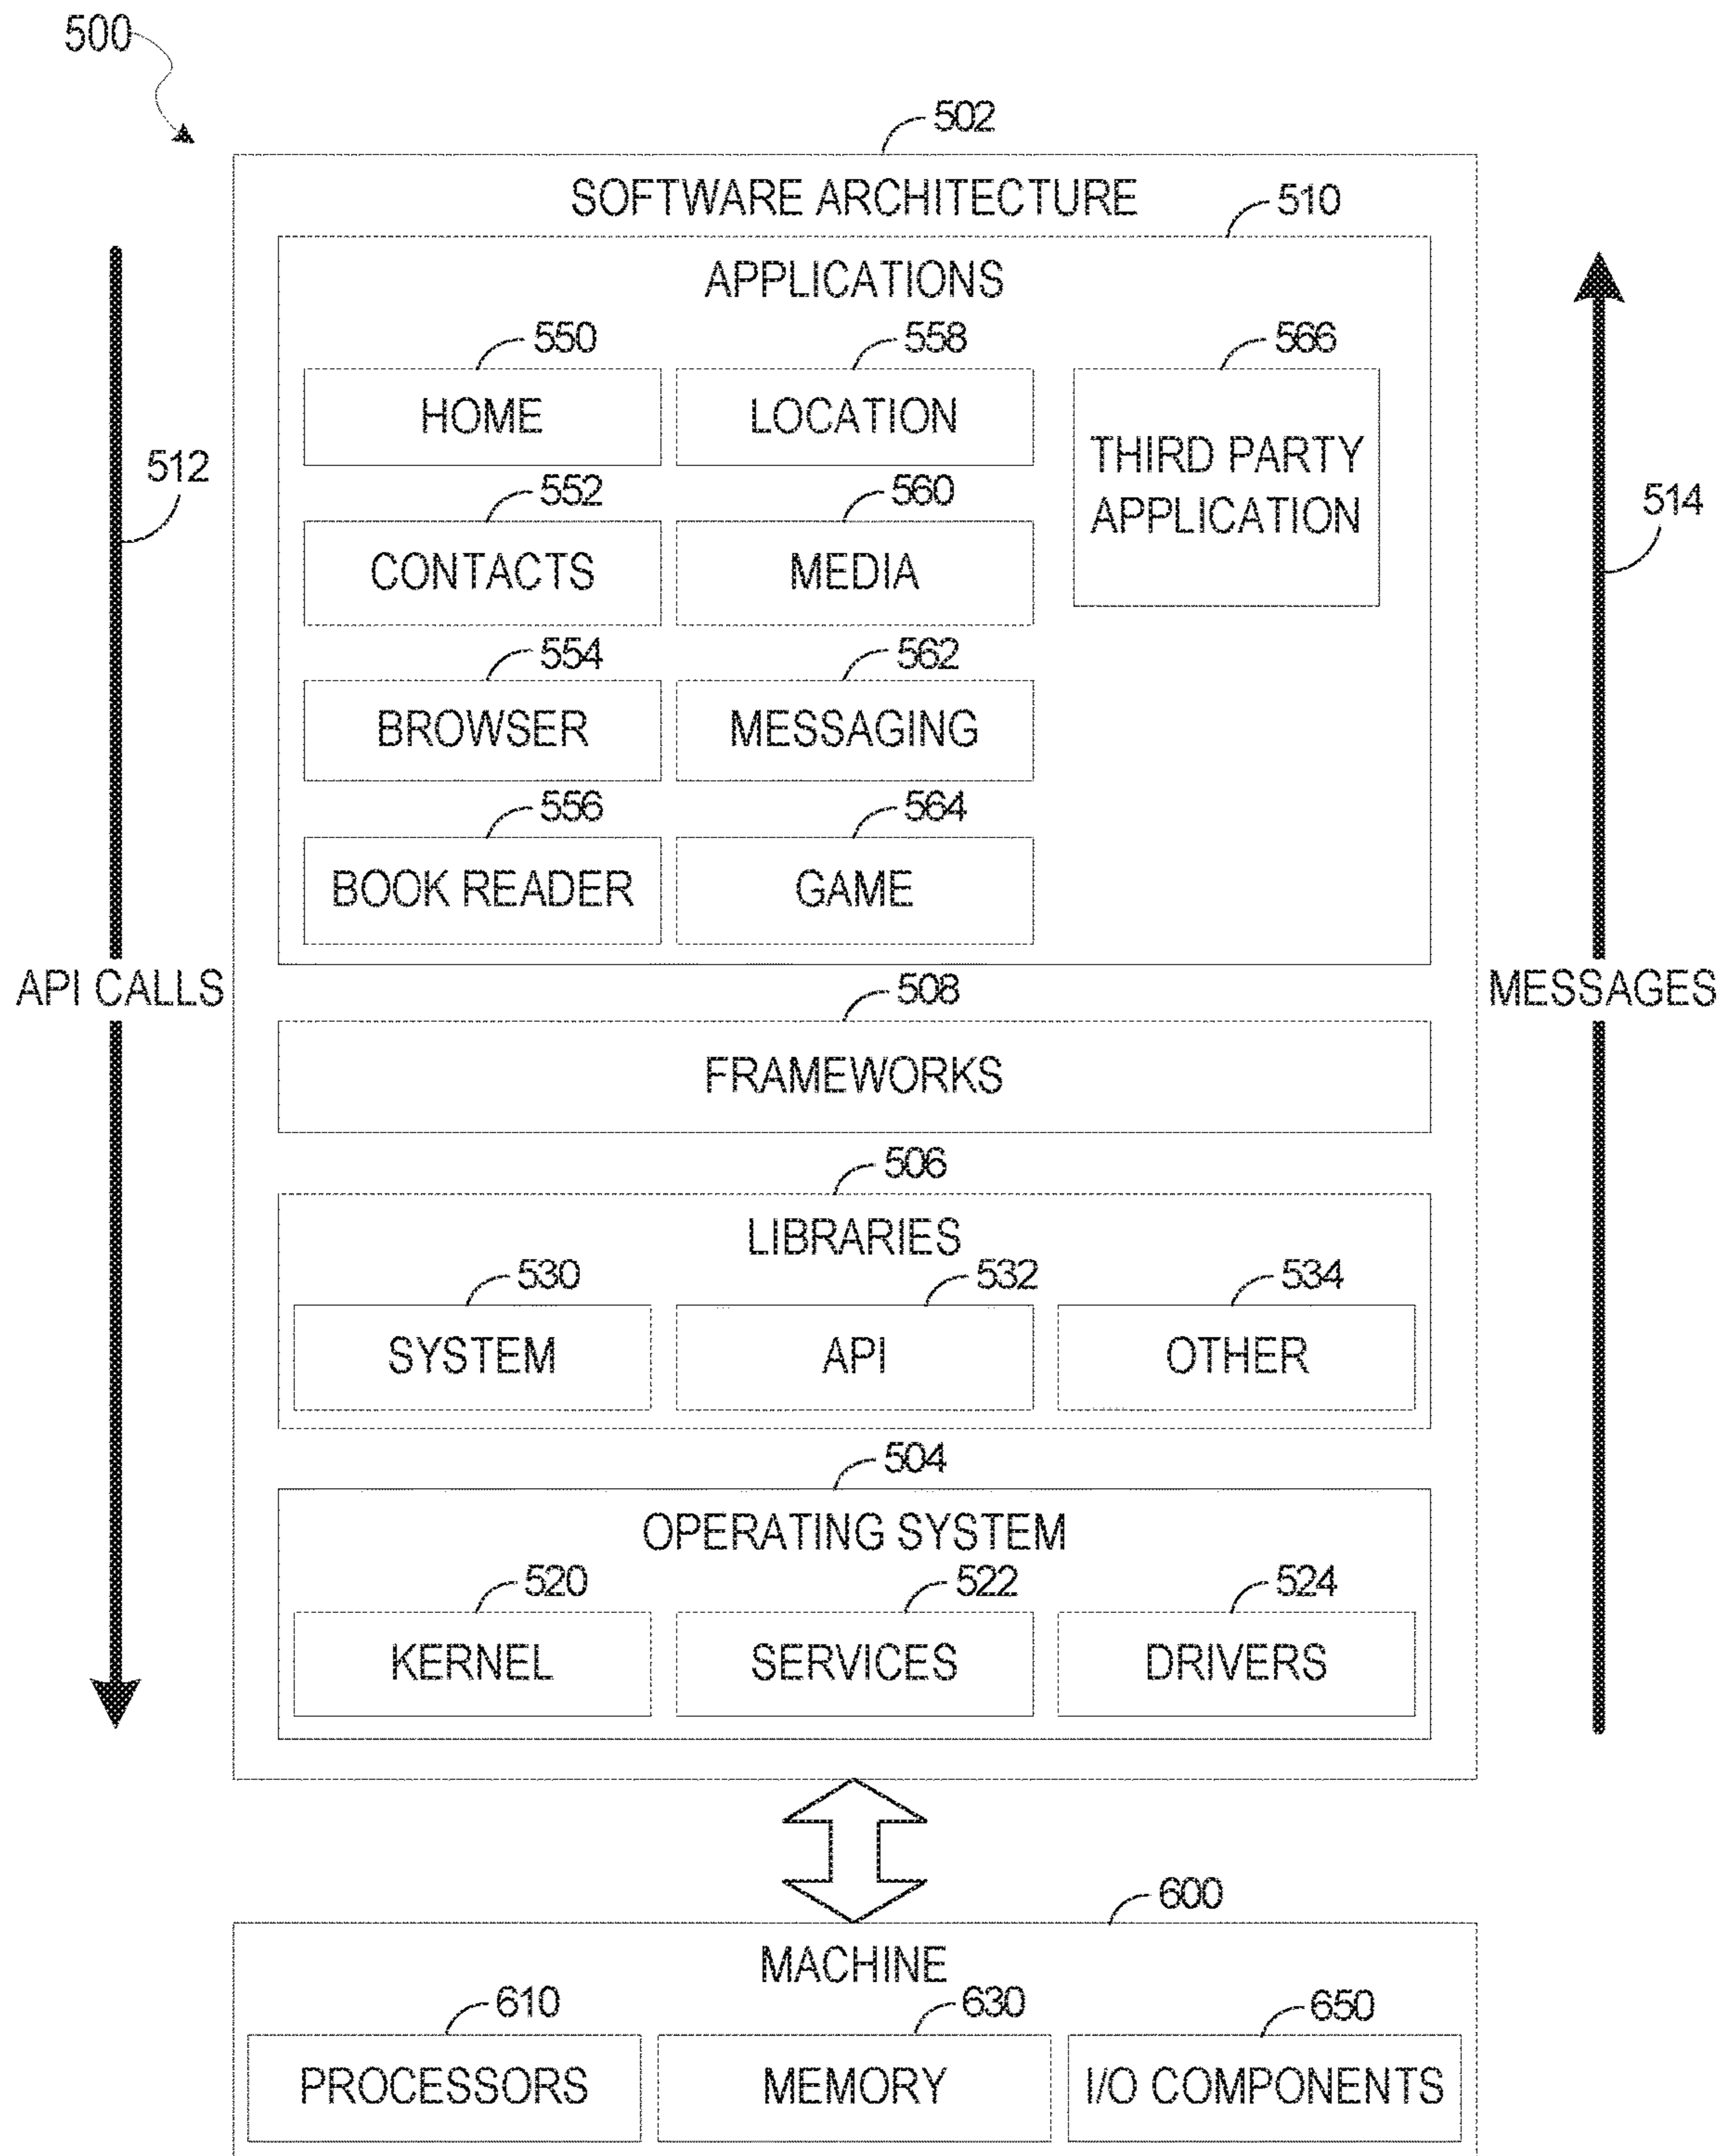 500
502
SOFTWARE ARCHITECTURE
510
APPLICATIONS
550
558
566
HOME
LOCATION
THIRD PARTY
APPLICATION
512
552
560
514
CONTACTS
MEDIA
554
562
BROWSER
MESSAGING
556
564
BOOK READER
GAME
API CALLS
MESSAGES
508
FRAMEWORKS
506
LIBRARIES
530
532
534
SYSTEM
API
OTHER
504
OPERATING SYSTEM
520
522
524
KERNEL
SERVICES
DRIVERS
600
MACHINE
610
630
650
PROCESSORS
MEMORY
I/O COMPONENTS